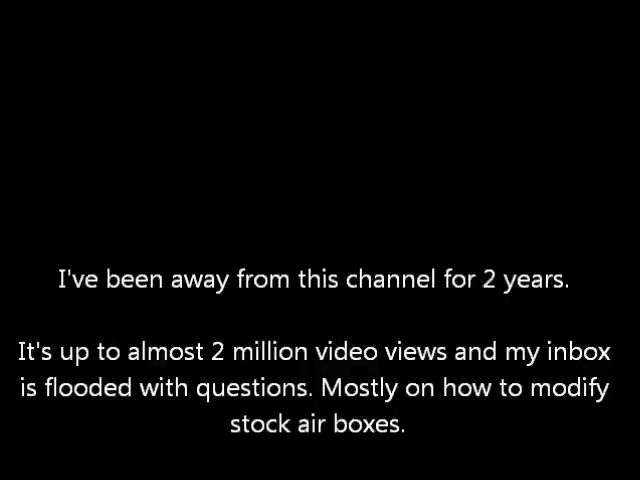 I've been away from this channel for 2 years.
It's up to almost 2 million video views and my inbox
is flooded with questions. Mostly on how to modify
stock air boxes.